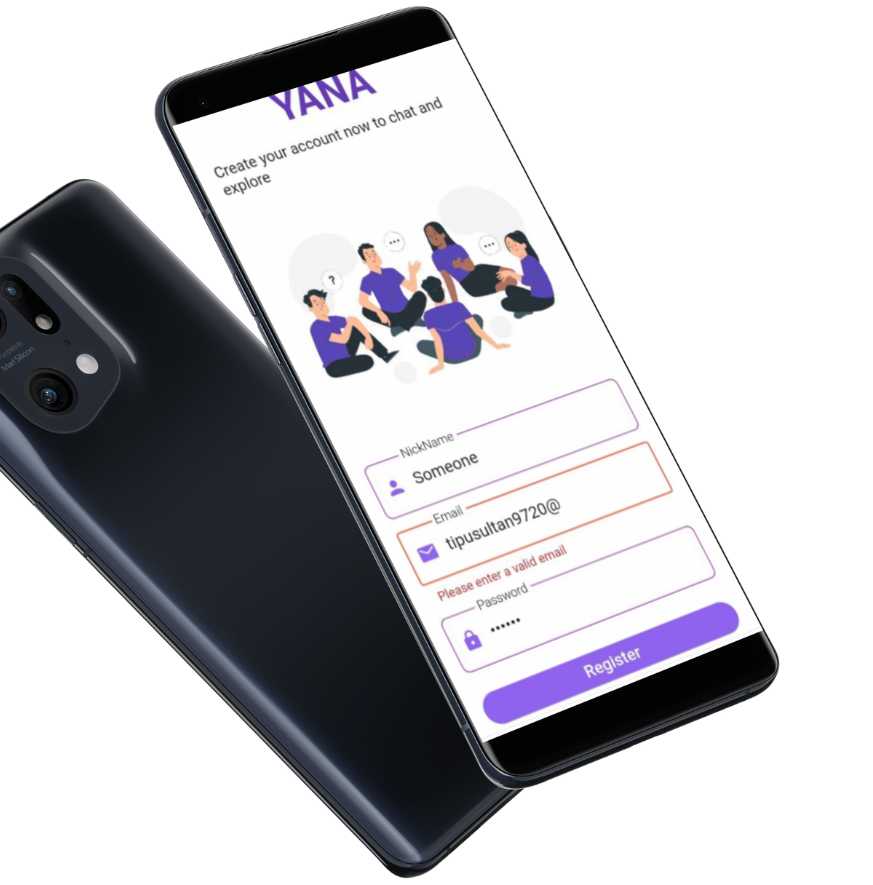 YANA
Create your account now to chat and
explore
?
NickName
Someone
Email
tipusultan9720@
Please enter a valid email
Password
••••••
Register
MariSilicon